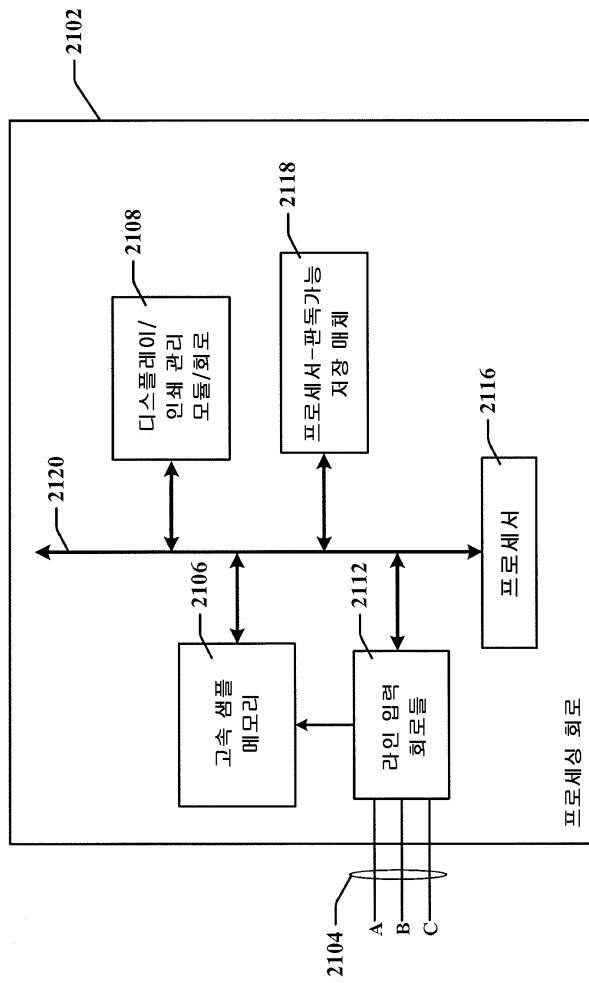 2102
2108
디스플레이/
인쇄 관리
모듈/회로
2118
프로세서-판독가능
저장 매체
2120
2106
고속 샘플
메모리
2112
라인 입력
회로들
2116
프로세서
2104
A
B
C
프로세싱 회로